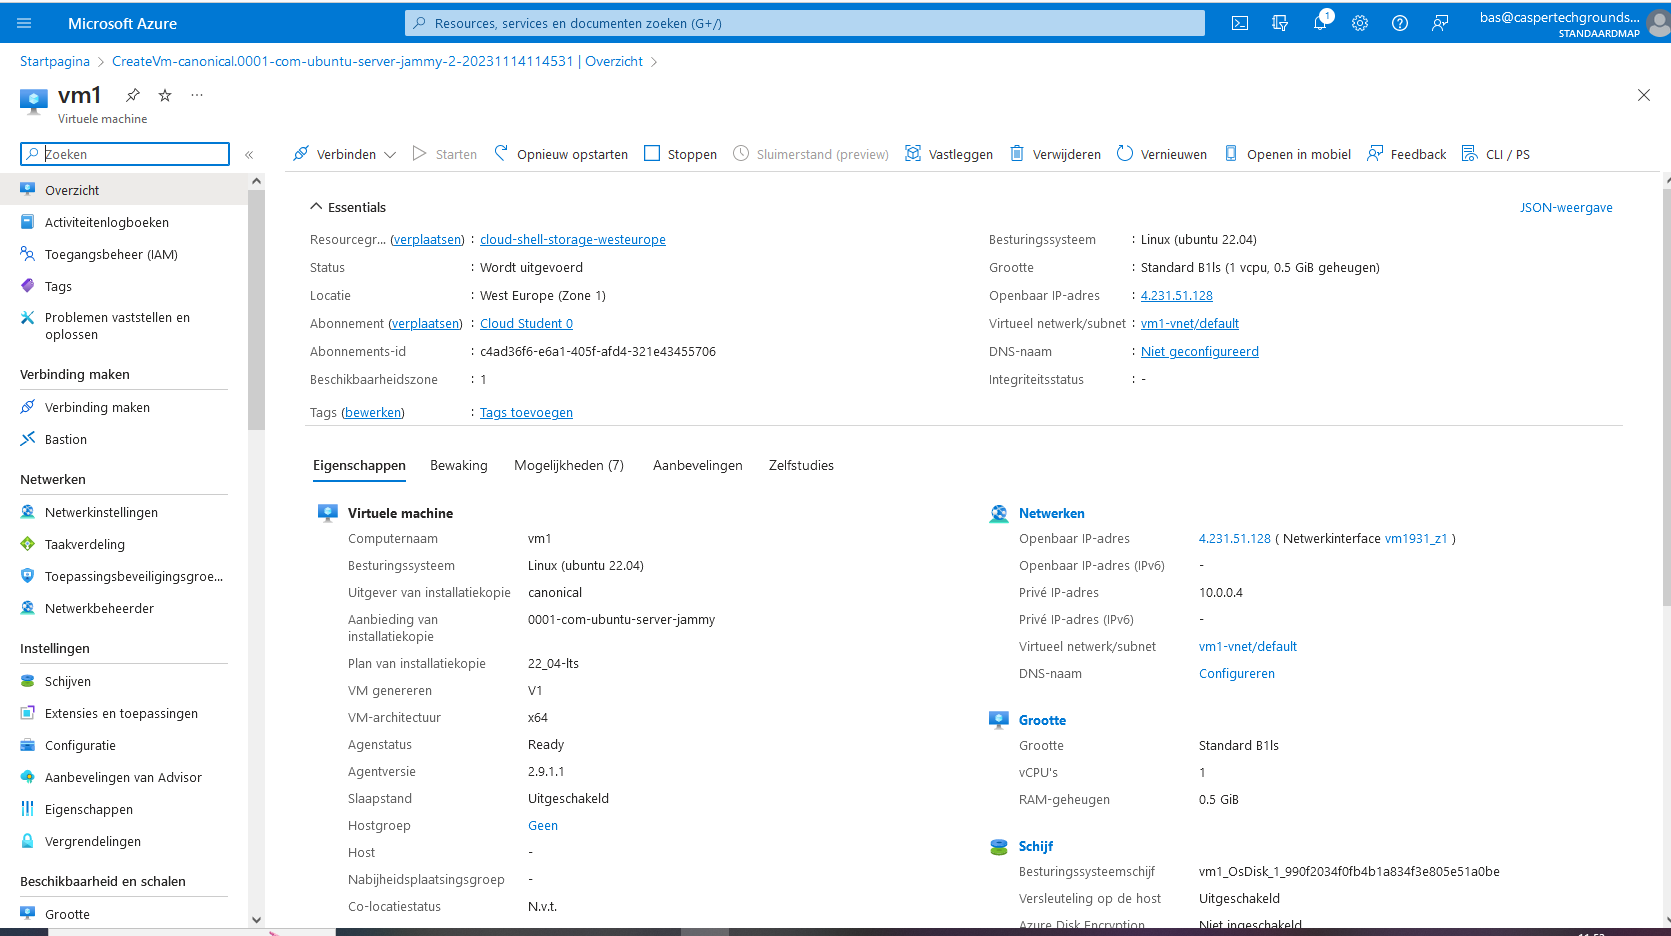 Microsoft Azure
Resources, services en documenten zoeken (G+/)
1
bas@caspertechgrounds...
STANDAARDMAP
Startpagina > CreateVm-canonical.0001-com-ubuntu-server-jammy-2-20231114114531 | Overzicht >
vm1
Virtuele machine
Zoeken
Verbinden
Starten
Opnieuw opstarten
Stoppen
Sluimerstand (preview)
Vastleggen
Verwijderen
Vernieuwen
Openen in mobiel
Feedback
CLI / PS
Overzicht
Activiteitenlogboeken
Toegangsbeheer (IAM)
Tags
Problemen vaststellen en
oplossen
Verbinding maken
Verbinding maken
Bastion
Netwerken
Netwerkinstellingen
Taakverdeling
Toepassingsbeveiligingsgroe...
Netwerkbeheerder
Instellingen
Schijven
Extensies en toepassingen
Configuratie
Aanbevelingen van Advisor
Eigenschappen
Vergrendelingen
Beschikbaarheid en schalen
Grootte
Essentials
JSON-weergave
Resourcegr... (verplaatsen) : cloud-shell-storage-westeurope
Status : Wordt uitgevoerd
Locatie : West Europe (Zone 1)
Abonnement (verplaatsen) : Cloud Student 0
Abonnements-id : c4ad36f6-e6a1-405f-afd4-321e43455706
Beschikbaarheidszone : 1
Tags (bewerken) : Tags toevoegen
Besturingssysteem : Linux (ubuntu 22.04)
Grootte : Standard B1ls (1 vcpu, 0.5 GiB geheugen)
Openbaar IP-adres : 4.231.51.128
Virtueel netwerk/subnet : vm1-vnet/default
DNS-naam : Niet geconfigureerd
Integriteitsstatus : -
Eigenschappen
Bewaking
Mogelijkheden (7)
Aanbevelingen
Zelfstudies
Virtuele machine
Computernaam vm1
Besturingssysteem Linux (ubuntu 22.04)
Uitgever van installatiekopie canonical
Aanbieding van 0001-com-ubuntu-server-jammy
installatiekopie
Plan van installatiekopie 22_04-lts
VM genereren V1
VM-architectuur x64
Agenstatus Ready
Agentversie 2.9.1.1
Slaapstand Uitgeschakeld
Hostgroep Geen
Host -
Nabijheidsplaatsingsgroep -
Co-locatiestatus N.v.t.
Netwerken
Openbaar IP-adres 4.231.51.128 ( Netwerkinterface vm1931_z1 )
Openbaar IP-adres (IPv6) -
Privé IP-adres 10.0.0.4
Privé IP-adres (IPv6) -
Virtueel netwerk/subnet vm1-vnet/default
DNS-naam Configureren
Grootte
Grootte Standard B1ls
vCPU's 1
RAM-geheugen 0.5 GiB
Schijf
Besturingssysteemschijf vm1_OsDisk_1_990f2034f0fb4b1a834f3e805e51a0be
Versleuteling op de host Uitgeschakeld
Azure Disk Encryption Niet ingeschakeld